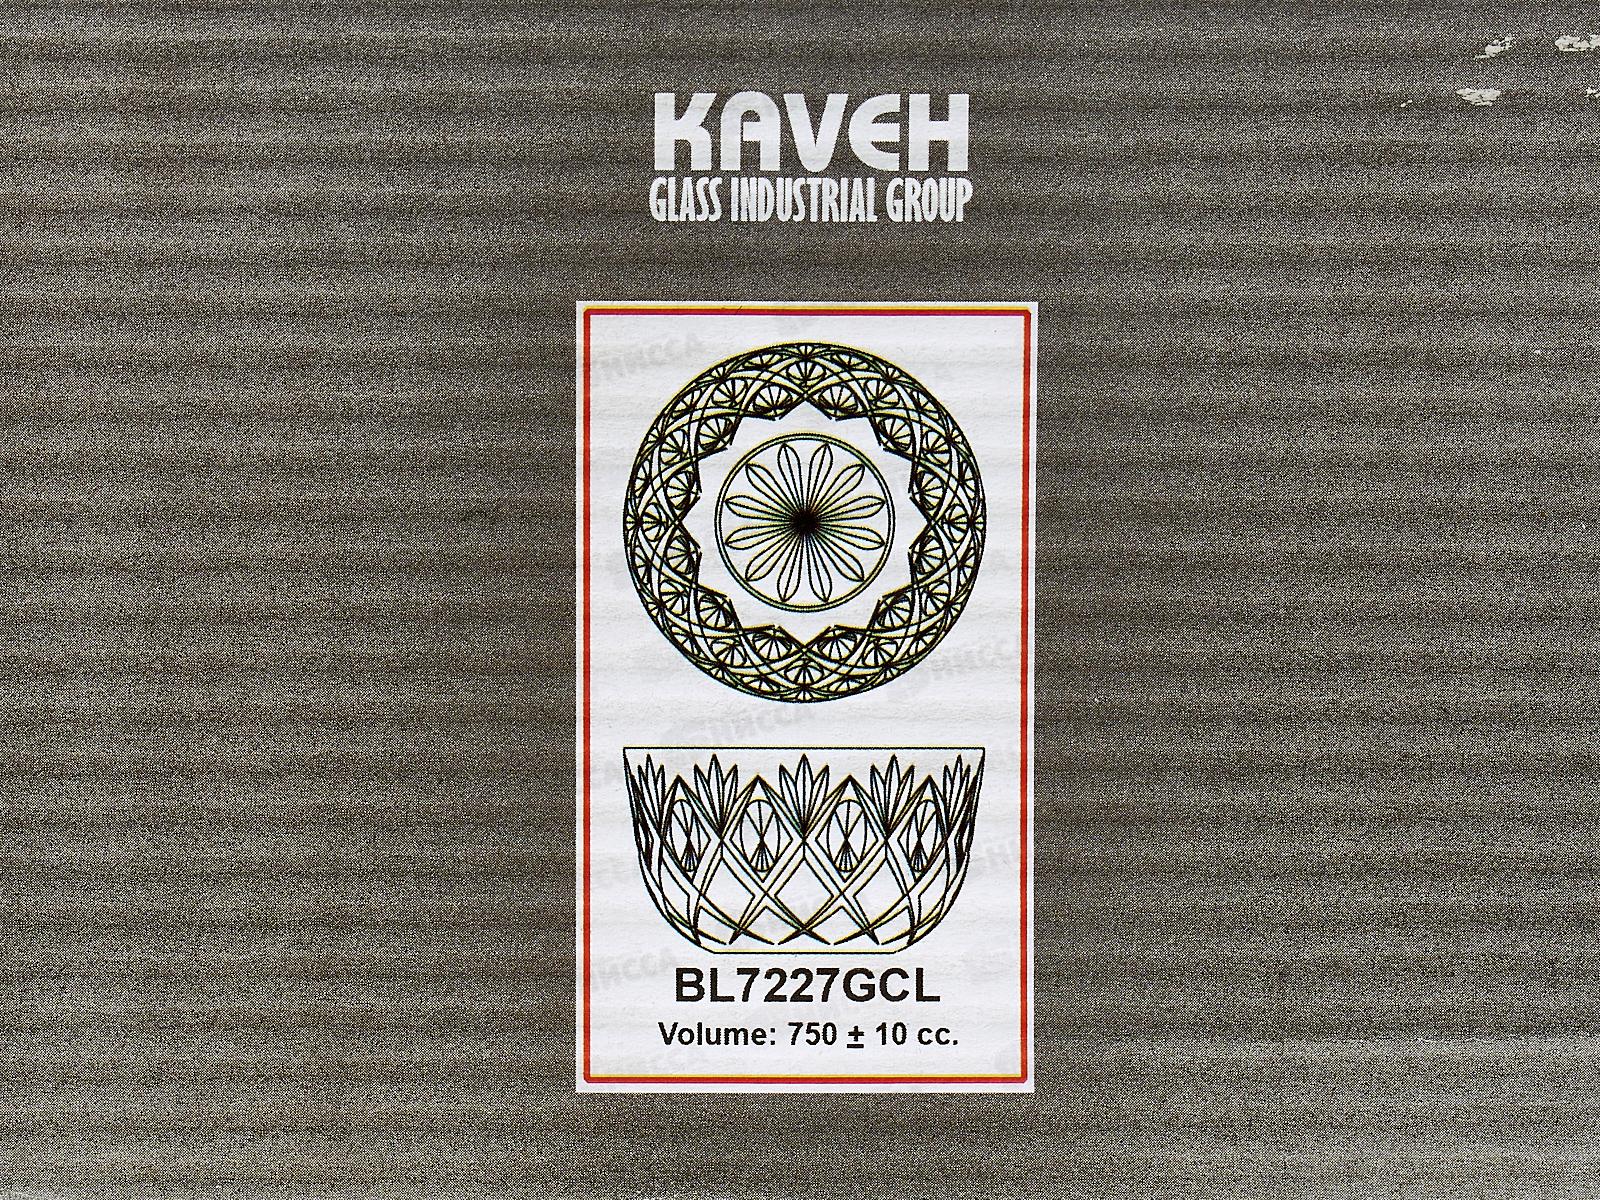 KAVEH
GLASS INDUSTRIAL GROUP
BL7227GCL
Volume: 750 ± 10 cc.